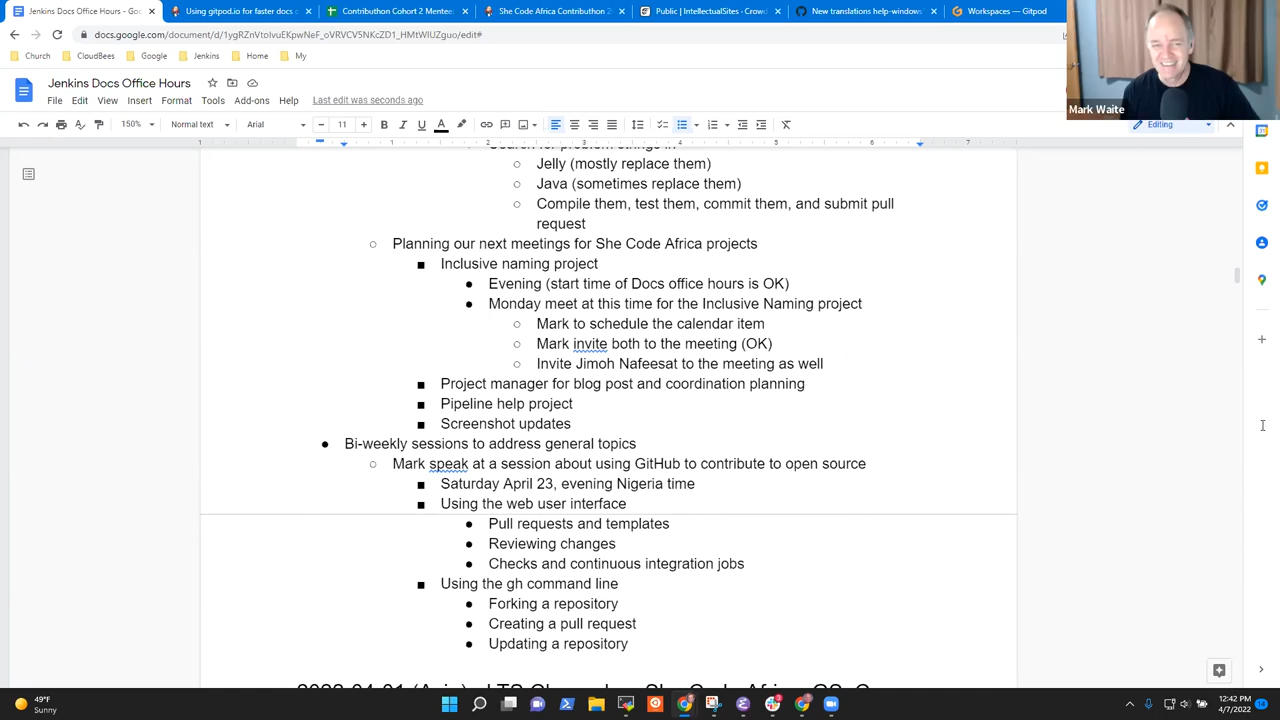 Jenkins Docs Office Hours - Goo
Using gitpod.io for faster docs
Contributhon Cohort 2 Mentee
She Code Africa Contributhon 2
Public | IntellectualSites - Crowd
New translations help-windows
Workspaces — Gitpod
Church
CloudBees
Google
Jenkins
Home
My
Jenkins Docs Office Hours
File Edit View Insert Format Tools Add-ons Help Last edit was seconds ago
150% Normal text Arial 11 Editing
Mark Waite
Jelly (mostly replace them)
Java (sometimes replace them)
Compile them, test them, commit them, and submit pull
request
Planning our next meetings for She Code Africa projects
Inclusive naming project
Evening (start time of Docs office hours is OK)
Monday meet at this time for the Inclusive Naming project
Mark to schedule the calendar item
Mark invite both to the meeting (OK)
Invite Jimoh Nafeesat to the meeting as well
Project manager for blog post and coordination planning
Pipeline help project
Screenshot updates
Bi-weekly sessions to address general topics
Mark speak at a session about using GitHub to contribute to open source
Saturday April 23, evening Nigeria time
Using the web user interface
Pull requests and templates
Reviewing changes
Checks and continuous integration jobs
Using the gh command line
Forking a repository
Creating a pull request
Updating a repository
49°F
Sunny
12:42 PM
4/7/2022